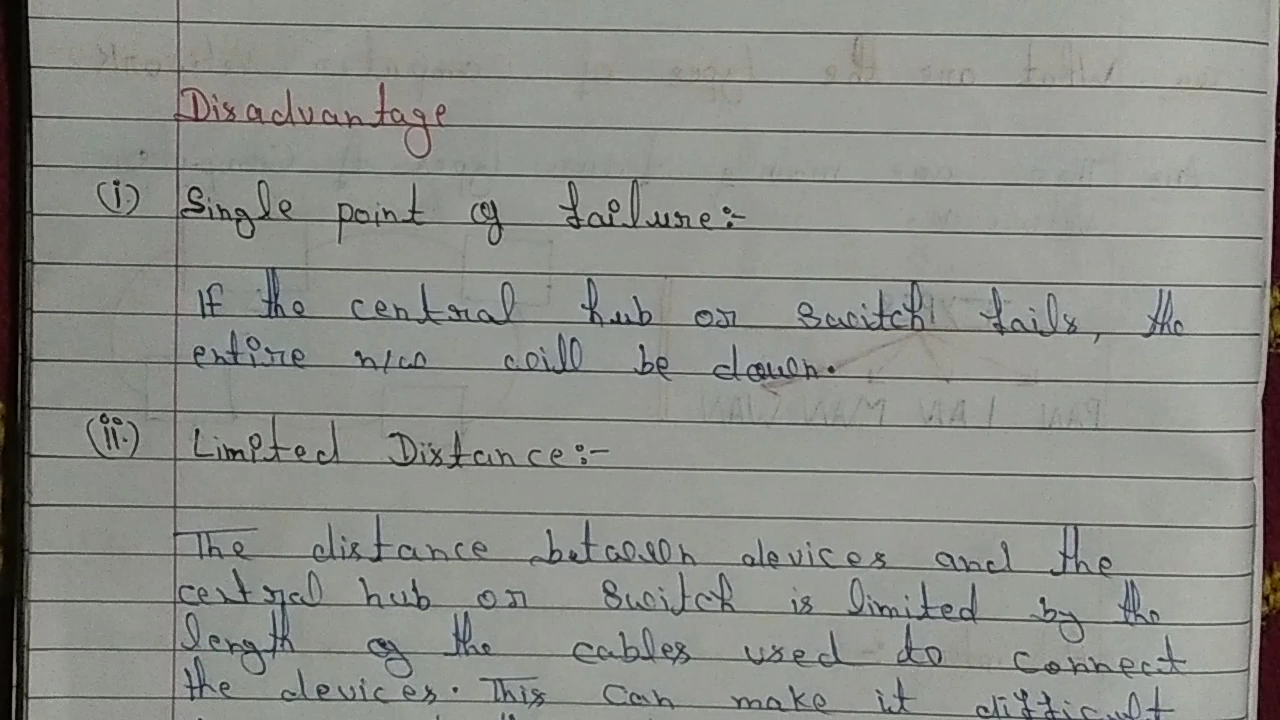 Disadvantage
(i) Single point of failure:-
If the central hub or switch fails, the
entire n/w will be down.
(ii) Limited Distance:-
The distance between devices and the
central hub or switch is limited by the
length of the cables used to connect
the devices. This can make it difficult